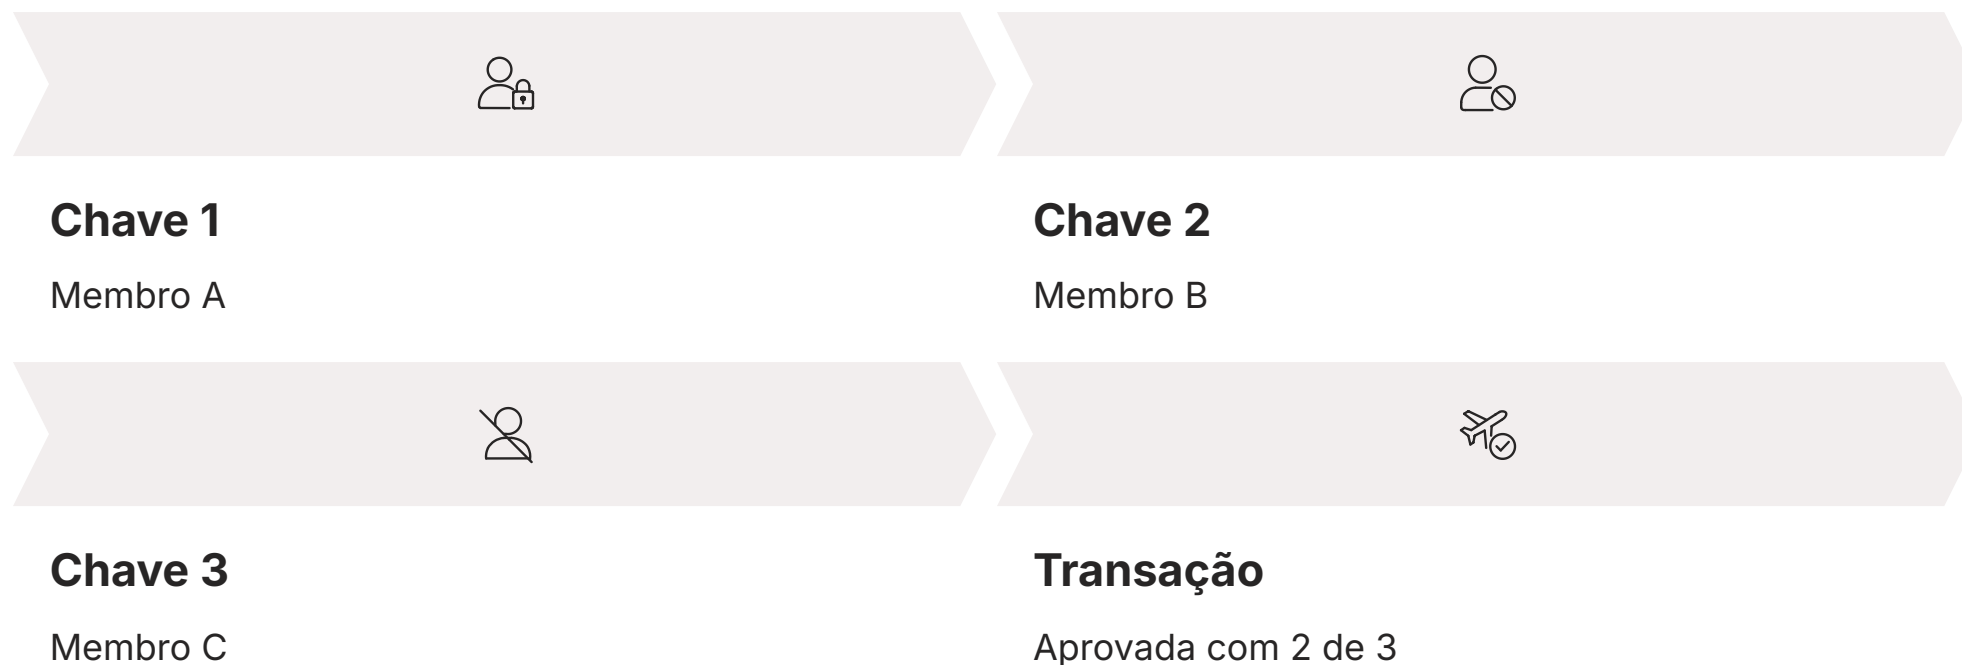 Chave 1
Membro A
Chave 2
Membro B
Chave 3
Membro C
Transação
Aprovada com 2 de 3